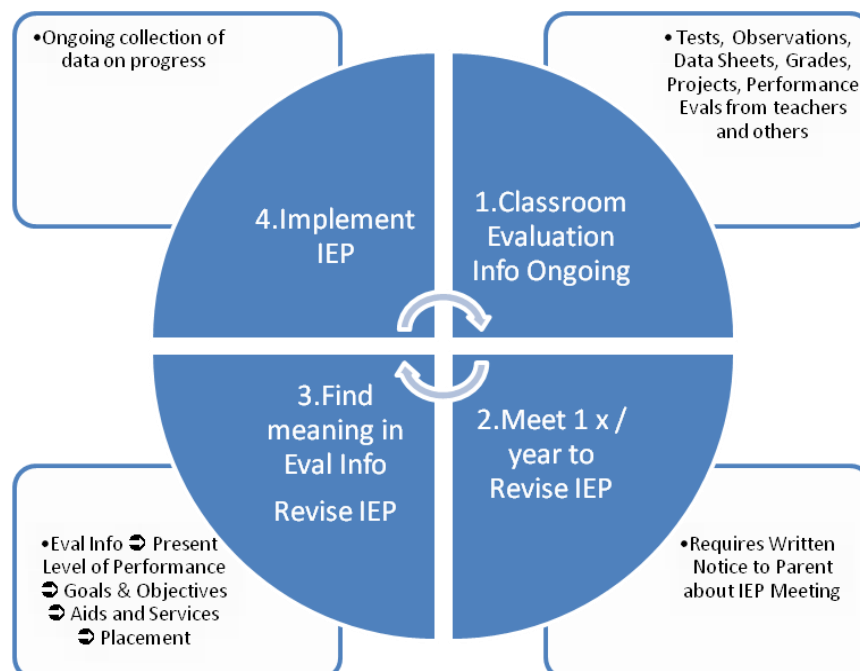 •Ongoing collection of
data on progress
• Tests, Observations,
Data Sheets, Grades,
Projects, Performance
Evals from teachers
and others
4.Implement
IEP
1.Classroom
Evaluation
Info Ongoing
3.Find
meaning in
Eval Info
Revise IEP
2.Meet 1 x /
year to
Revise IEP
•Eval Info ➲ Present
Level of Performance
➲ Goals & Objectives
➲ Aids and Services
➲ Placement
•Requires Written
Notice to Parent
about IEP Meeting